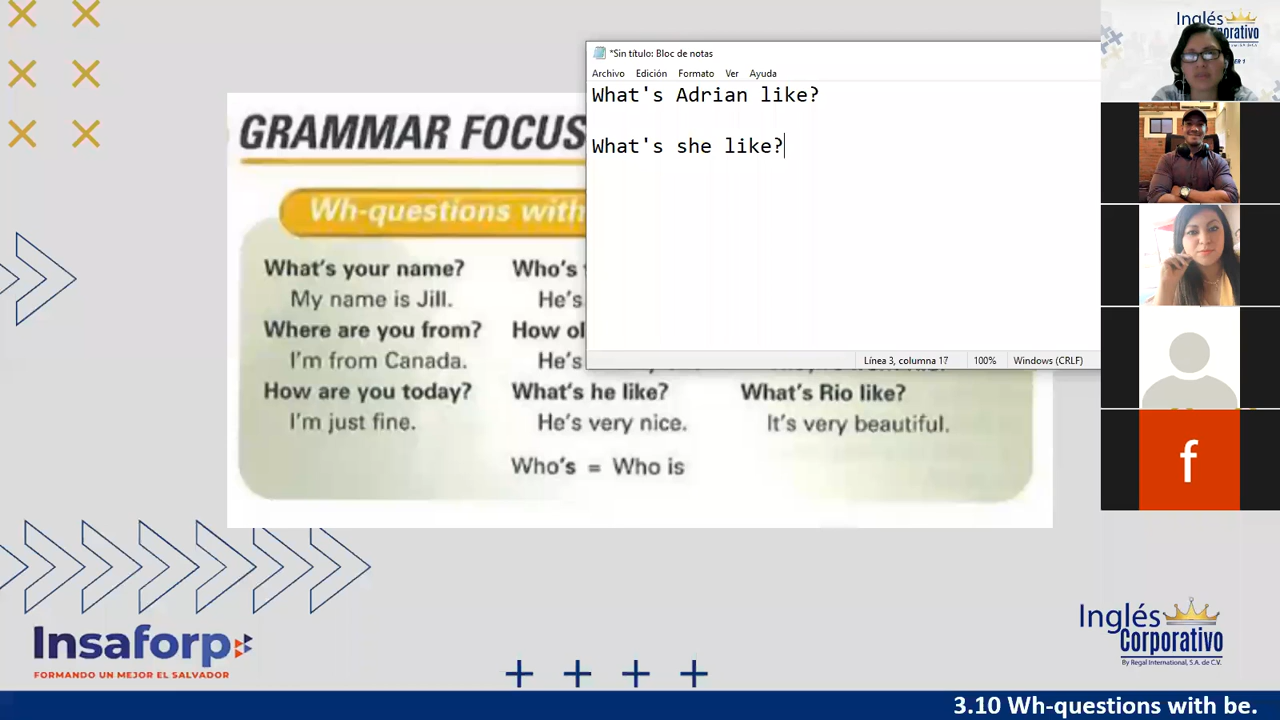 Inglés
Corporativo
*Sin título: Bloc de notas
Archivo Edición Formato Ver Ayuda
What's Adrian like?
What's she like?
Línea 3, columna 17 100% Windows (CRLF)
GRAMMAR FOCUS
Wh-questions with
What's your name?
My name is Jill.
Where are you from?
I'm from Canada.
How are you today?
I'm just fine.
Who's
He's
How ol
He's
What's he like?
He's very nice.
Who's = Who is
What's Rio like?
It's very beautiful.
f
Insaforp
FORMANDO UN MEJOR EL SALVADOR
Inglés
Corporativo
By Regal International, S.A. de C.V.
3.10 Wh-questions with be.